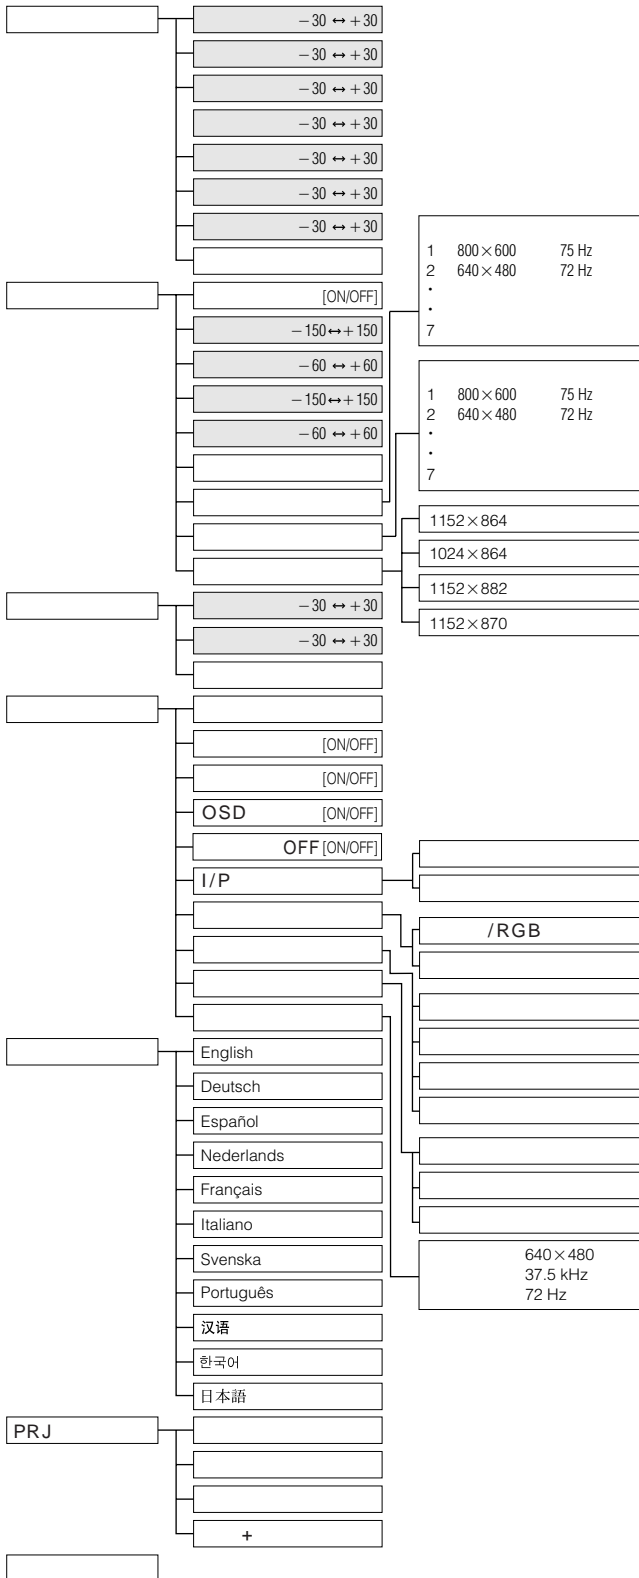 −30 ↔ +30
−30 ↔ +30
−30 ↔ +30
−30 ↔ +30
−30 ↔ +30
−30 ↔ +30
−30 ↔ +30
[ON/OFF]
−150↔+150
−60 ↔ +60
−150↔+150
−60 ↔ +60
1 800×600 75 Hz
2 640×480 72 Hz
·
·
7
1 800×600 75 Hz
2 640×480 72 Hz
·
·
7
1152×864
1024×864
1152×882
1152×870
−30 ↔ +30
−30 ↔ +30
[ON/OFF]
[ON/OFF]
OSD [ON/OFF]
OFF [ON/OFF]
I/P
/RGB
640×480
37.5 kHz
72 Hz
English
Deutsch
Español
Nederlands
Français
Italiano
Svenska
Português
汉语
한국어
日本語
PRJ
+